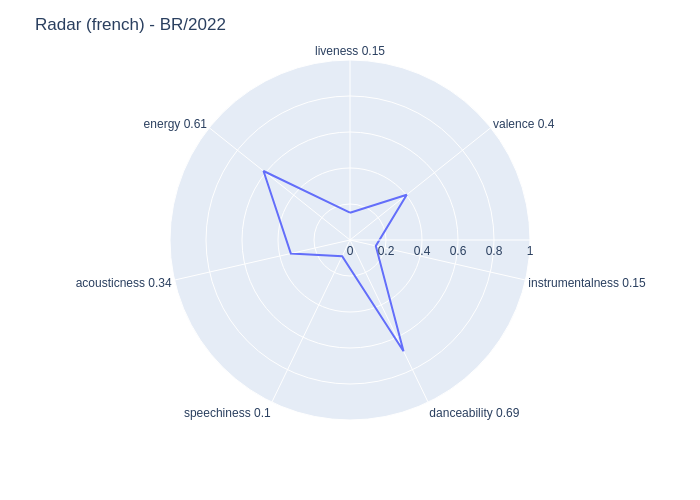 Radar (french) - BR/2022
liveness 0.15
energy 0.61
valence 0.4
0 0.2 0.4 0.6 0.8 1
acousticness 0.34
instrumentalness 0.15
speechiness 0.1
danceability 0.69